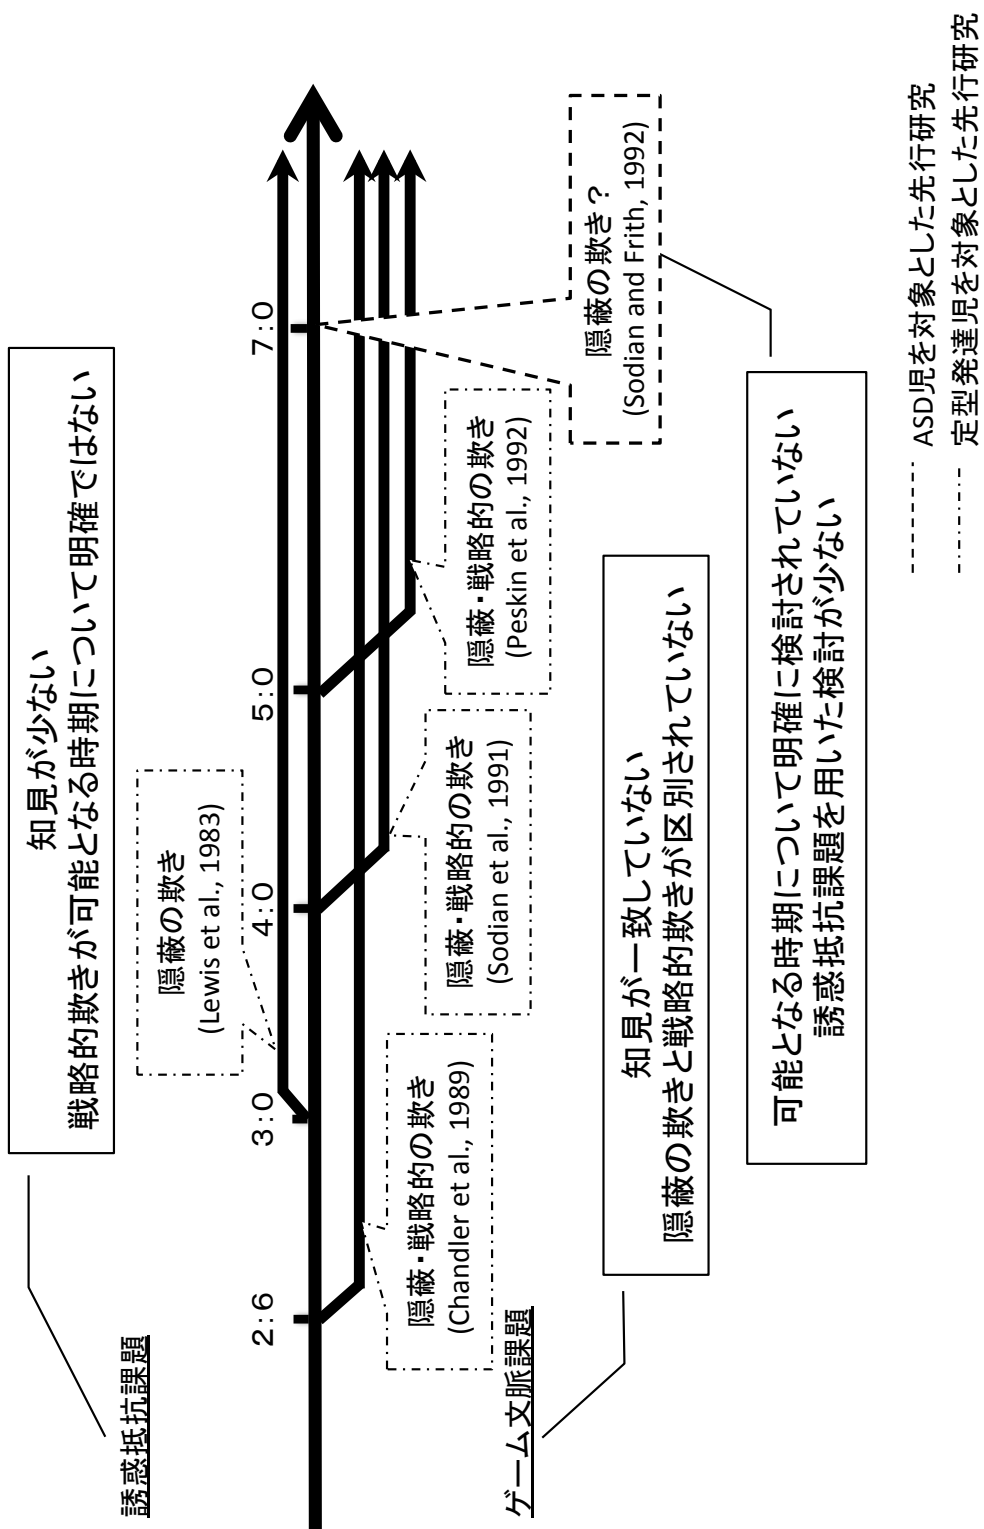 誘惑抵抗課題
知見が少ない
戦略的欺きが可能となる時期について明確ではない
隠蔽の欺き
(Lewis et al., 1983)
2:6
3:0
4:0
5:0
7:0
隠蔽・戦略的の欺き
(Chandler et al., 1989)
隠蔽・戦略的の欺き
(Sodian et al., 1991)
隠蔽・戦略的の欺き
(Peskin et al., 1992)
隠蔽の欺き？
(Sodian and Frith, 1992)
ゲーム文脈課題
知見が一致していない
隠蔽の欺きと戦略的欺きが区別されていない
可能となる時期について明確に検討されていない
誘惑抵抗課題を用いた検討が少ない
ASD児を対象とした先行研究
定型発達児を対象とした先行研究